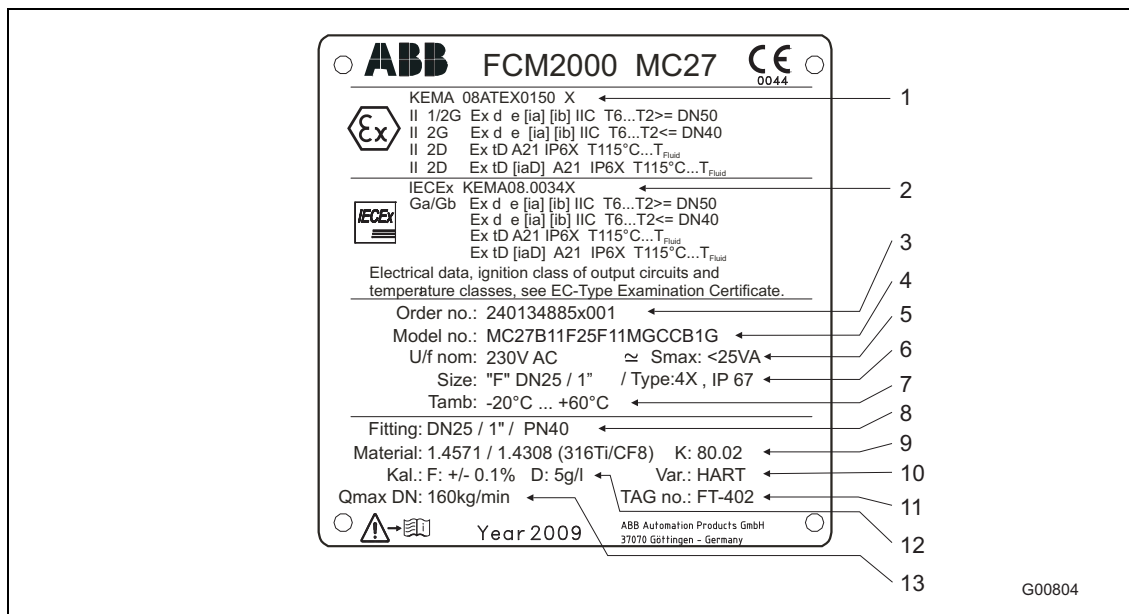 ABB FCM2000 MC27 CE
0044
KEMA 08ATEX0150 X 1
II 1/2G Ex d e [ia] [ib] IIC T6...T2>= DN50
II 2G Ex d e [ia] [ib] IIC T6...T2<= DN40
II 2D Ex tD A21 IP6X T115°C...TFluid
II 2D Ex tD [iaD] A21 IP6X T115°C...TFluid
Ex
IECEx KEMA08.0034X 2
Ga/Gb Ex d e [ia] [ib] IIC T6...T2>= DN50
Ex d e [ia] [ib] IIC T6...T2<= DN40
Ex tD A21 IP6X T115°C...TFluid
Ex tD [iaD] A21 IP6X T115°C...TFluid
IECEx
Electrical data, ignition class of output circuits and
temperature classes, see EC-Type Examination Certificate.
Order no.: 240134885x001 3
Model no.: MC27B11F25F11MGCCB1G 4
U/f nom: 230V AC ≃ Smax: <25VA 5
Size: "F" DN25 / 1” / Type:4X , IP 67 6
Tamb: -20°C ... +60°C 7
Fitting: DN25 / 1" / PN40 8
Material: 1.4571 / 1.4308 (316Ti/CF8) K: 80.02 9
Kal.: F: +/- 0.1% D: 5g/l Var.: HART 10
Qmax DN: 160kg/min TAG no.: FT-402 11
12
13
i Year 2009 ABB Automation Products GmbH
37070 Göttingen - Germany
G00804